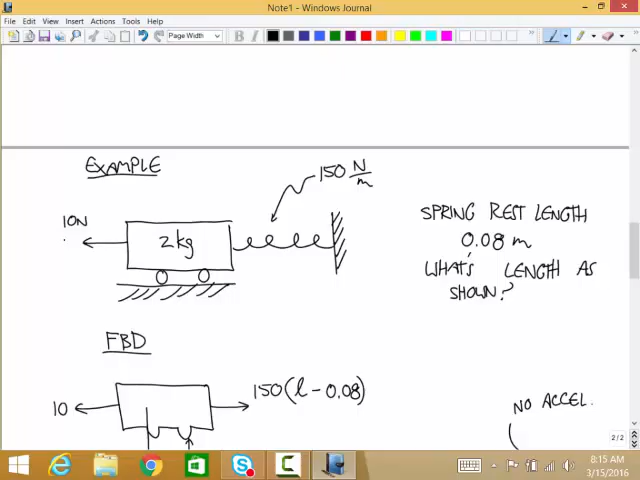 Note1 - Windows Journal
File Edit View Insert Actions Tools Help
Page Width
B I
EXAMPLE
150 N/m
10N
2kg
SPRING REST LENGTH
0.08 m
WHAT'S LENGTH AS
SHOWN?
FBD
10
150(l - 0.08)
NO ACCEL.
2/2
8:15 AM
3/15/2016